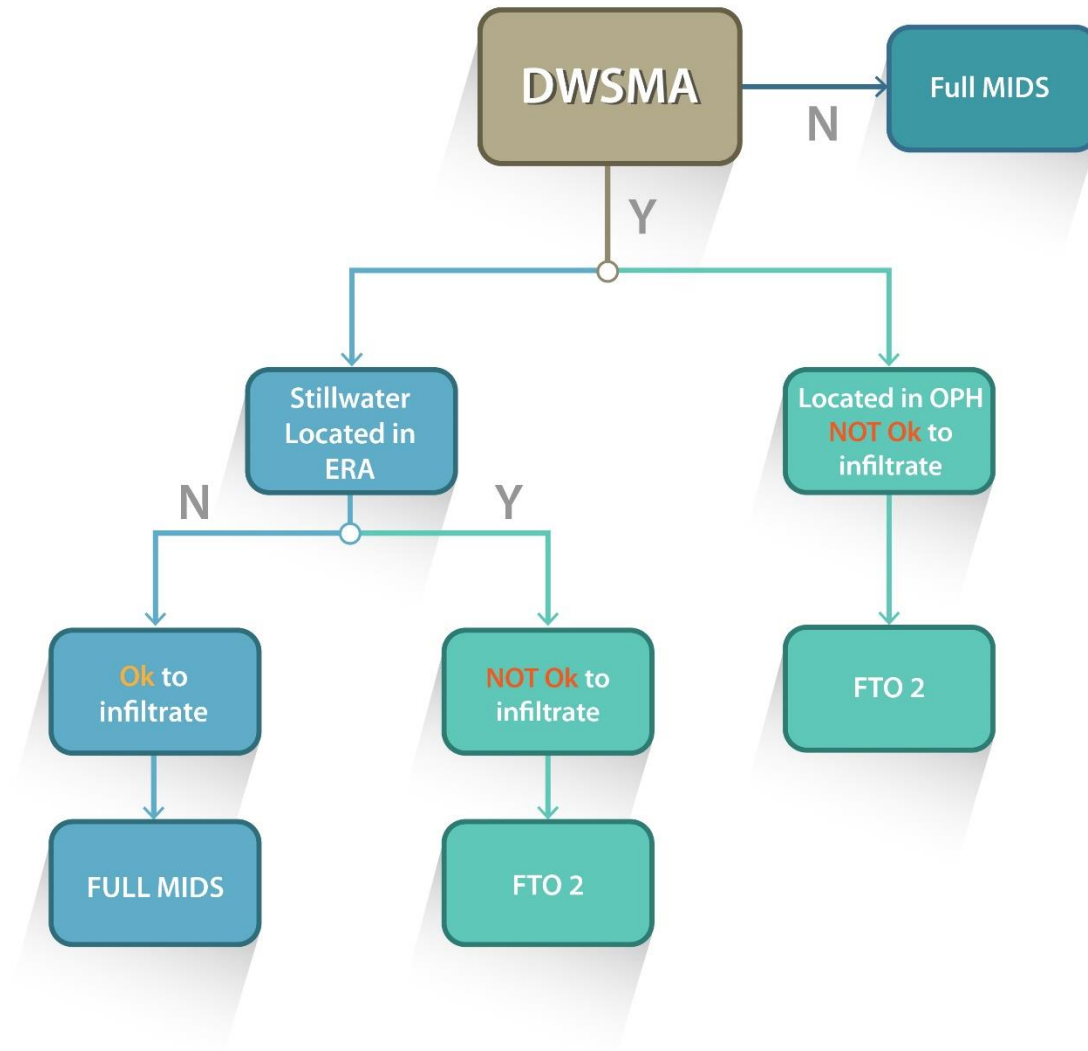 DWSMA
Full MIDS
N
Y
Stillwater
Located in
ERA
Located in OPH
NOT Ok to
infiltrate
N
Y
Ok to
infiltrate
NOT Ok to
infiltrate
FTO 2
FULL MIDS
FTO 2